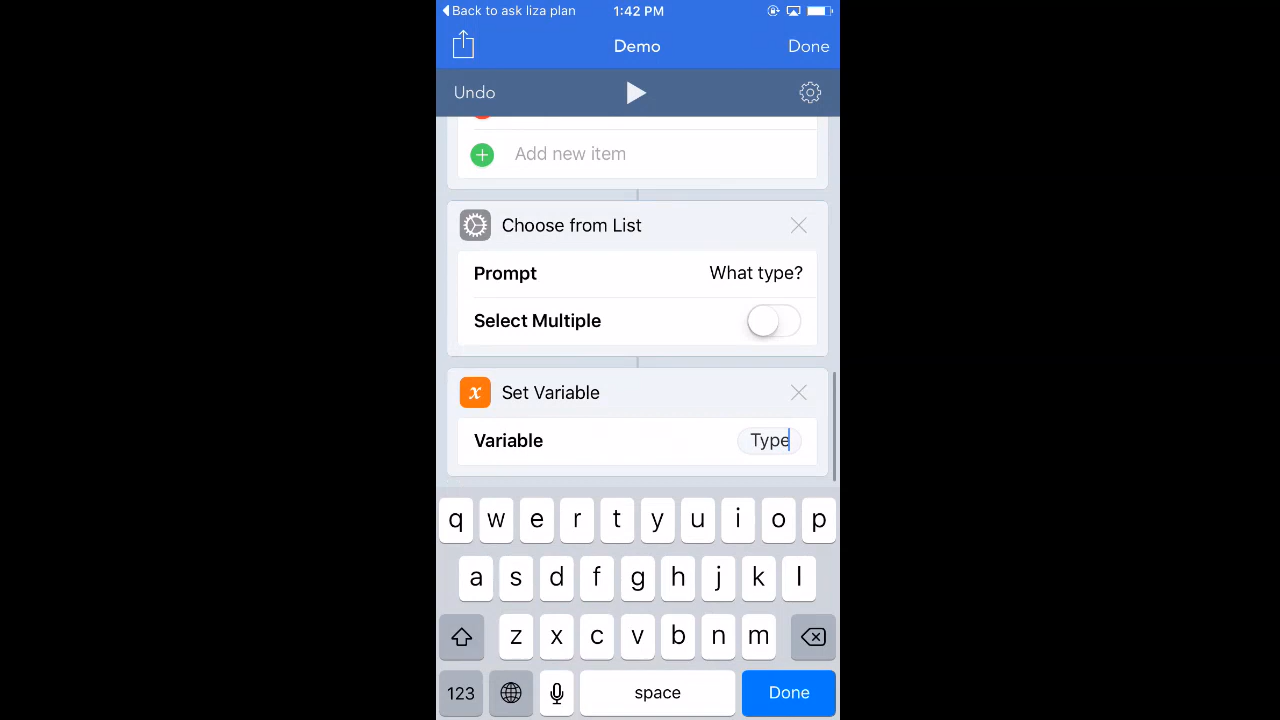 Back to ask liza plan 1:42 PM
Demo Done
Undo
Add new item
Choose from List
Prompt What type?
Select Multiple
x Set Variable
Variable Type
q w e r t y u i o p
a s d f g h j k l
z x c v b n m
123 space Done